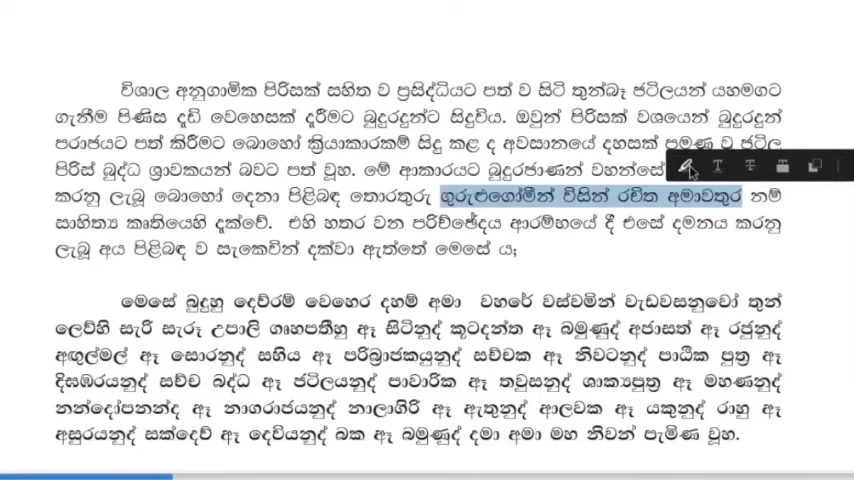 විශාල අනුගාමික පිරිසක් සහිත ව ප්‍රසිද්ධියට පත් ව සිටි තුන්බෑ ජටිලයන් යහමගට
ගැනීම පිණිස දැඩි වෙහෙසක් දැරීමට බුදුරදුන්ට සිදුවිය. ඔවුන් පිරිසක් වශයෙන් බුදුරදුන්
පරාජයට පත් කිරීමට බොහෝ ක්‍රියාකාරකම් සිදු කළ ද අවසානයේ දහසක් පමණ වූ ජටිල
පිරිස් බුද්ධ ශ්‍රාවකයන් බවට පත් වූහ. මේ ආකාරයට බුදුරජාණන් වහන්සේ
කරනු ලැබූ බොහෝ දෙනා පිළිබඳ තොරතුරු ගුරුළුගෝමීන් විසින් රචිත අමාවතුර නම්
සාහිත්‍ය කෘතියෙහි දැක්වේ. එහි හතර වන පරිච්ඡේදය ආරම්භයේ දී එසේ දමනය කරනු
ලැබූ අය පිළිබඳ ව සැකෙවින් දක්වා ඇත්තේ මෙසේ ය;
මෙසේ බුදුහු දෙව්රම් වෙහෙර දහම් අමා වහරේ වස්වමින් වැඩවසනුවෝ තුන්
ලෙව්හි සැරි සැරූ උපාලි ගෘහපතීහු ඈ සිටිනුද් කූටදන්ත ඈ බමුණුද් අජාසත් ඈ රජුනුද්
අඟුල්මල් ඈ සොරනුද් සභිය ඈ පරිබ්‍රාජකයුනුද් සච්චක ඈ නිවටනුද් පාඨික පුත්‍ර ඈ
දිඝඹරයනුද් සච්ච බද්ධ ඈ ජටිලයනුද් පාවාරික ඈ තවුසනුද් ශාක්‍යපුත්‍ර ඈ මහණනුද්
නන්දෝපනන්ද ඈ නාගරාජයනුද් නාලාගිරි ඈ ඇතුනුද් ආලවක ඈ යකුනුද් රාහු ඈ
අසුරයනුද් සක්දෙව් ඈ දෙවියනුද් බක ඈ බමුණුද් දමා අමා මහ නිවන් පැමිණ වූහ.